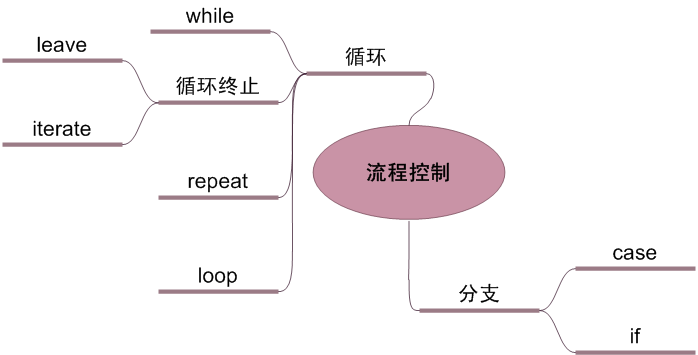 while
leave
循环
循环终止
iterate
流程控制
repeat
case
loop
分支
if